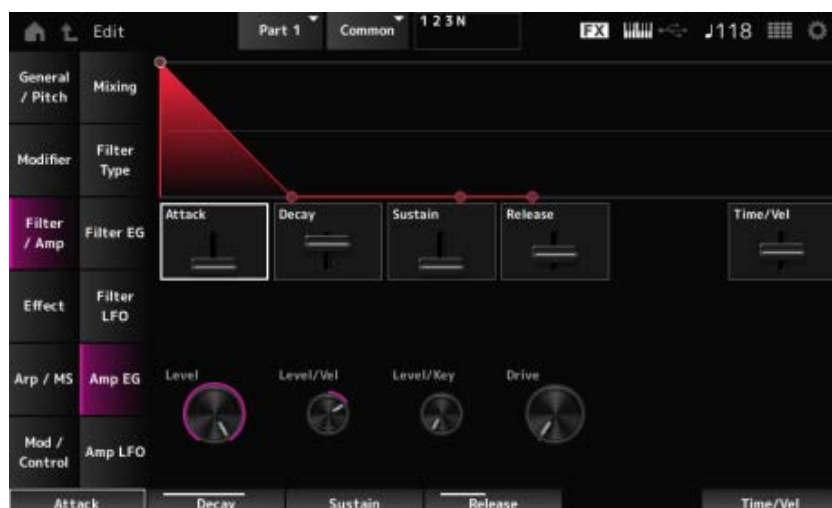 Edit
Part 1
Common
1 2 3 N
FX
♩118
General
/ Pitch
Modifier
Filter
/ Amp
Effect
Arp / MS
Mod /
Control
Mixing
Filter
Type
Filter EG
Filter
LFO
Amp EG
Amp LFO
Attack
Decay
Sustain
Release
Time/Vel
Level
Level/Vel
Level/Key
Drive
Attack
Decay
Sustain
Release
Time/Vel